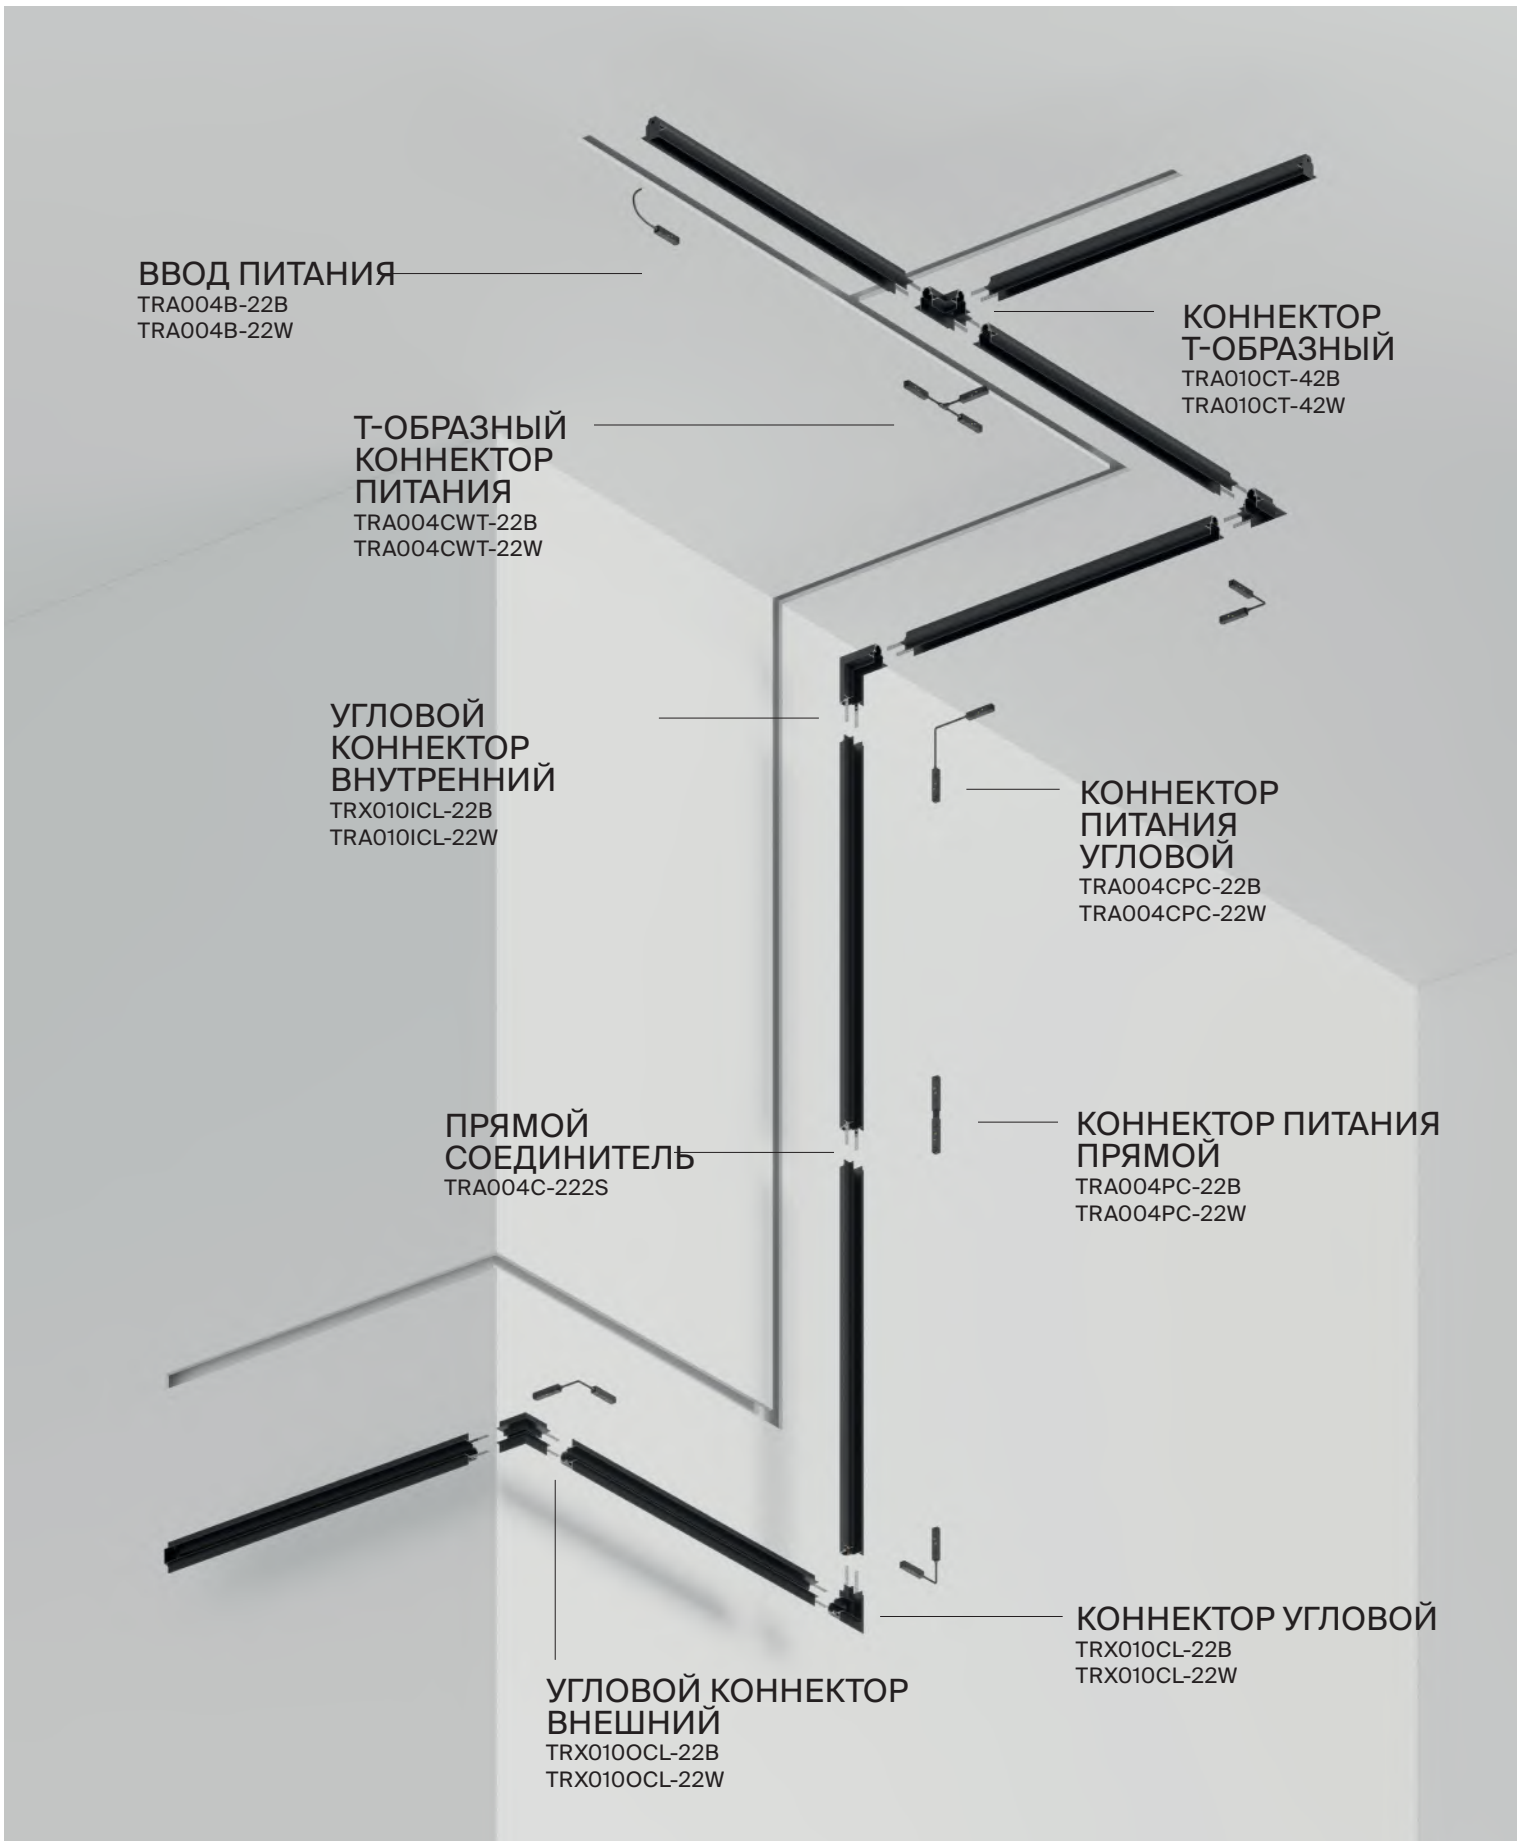 ВВОД ПИТАНИЯ
TRA004B-22B
TRA004B-22W
КОННЕКТОР
Т-ОБРАЗНЫЙ
TRA010CT-42B
TRA010CT-42W
Т-ОБРАЗНЫЙ
КОННЕКТОР
ПИТАНИЯ
TRA004CWT-22B
TRA004CWT-22W
УГЛОВОЙ
КОННЕКТОР
ВНУТРЕННИЙ
TRX010ICL-22B
TRA010ICL-22W
КОННЕКТОР
ПИТАНИЯ
УГЛОВОЙ
TRA004CPC-22B
TRA004CPC-22W
ПРЯМОЙ
СОЕДИНИТЕЛЬ
TRA004C-222S
КОННЕКТОР ПИТАНИЯ
ПРЯМОЙ
TRA004PC-22B
TRA004PC-22W
КОННЕКТОР УГЛОВОЙ
TRX010CL-22B
TRX010CL-22W
УГЛОВОЙ КОННЕКТОР
ВНЕШНИЙ
TRX010OCL-22B
TRX010OCL-22W